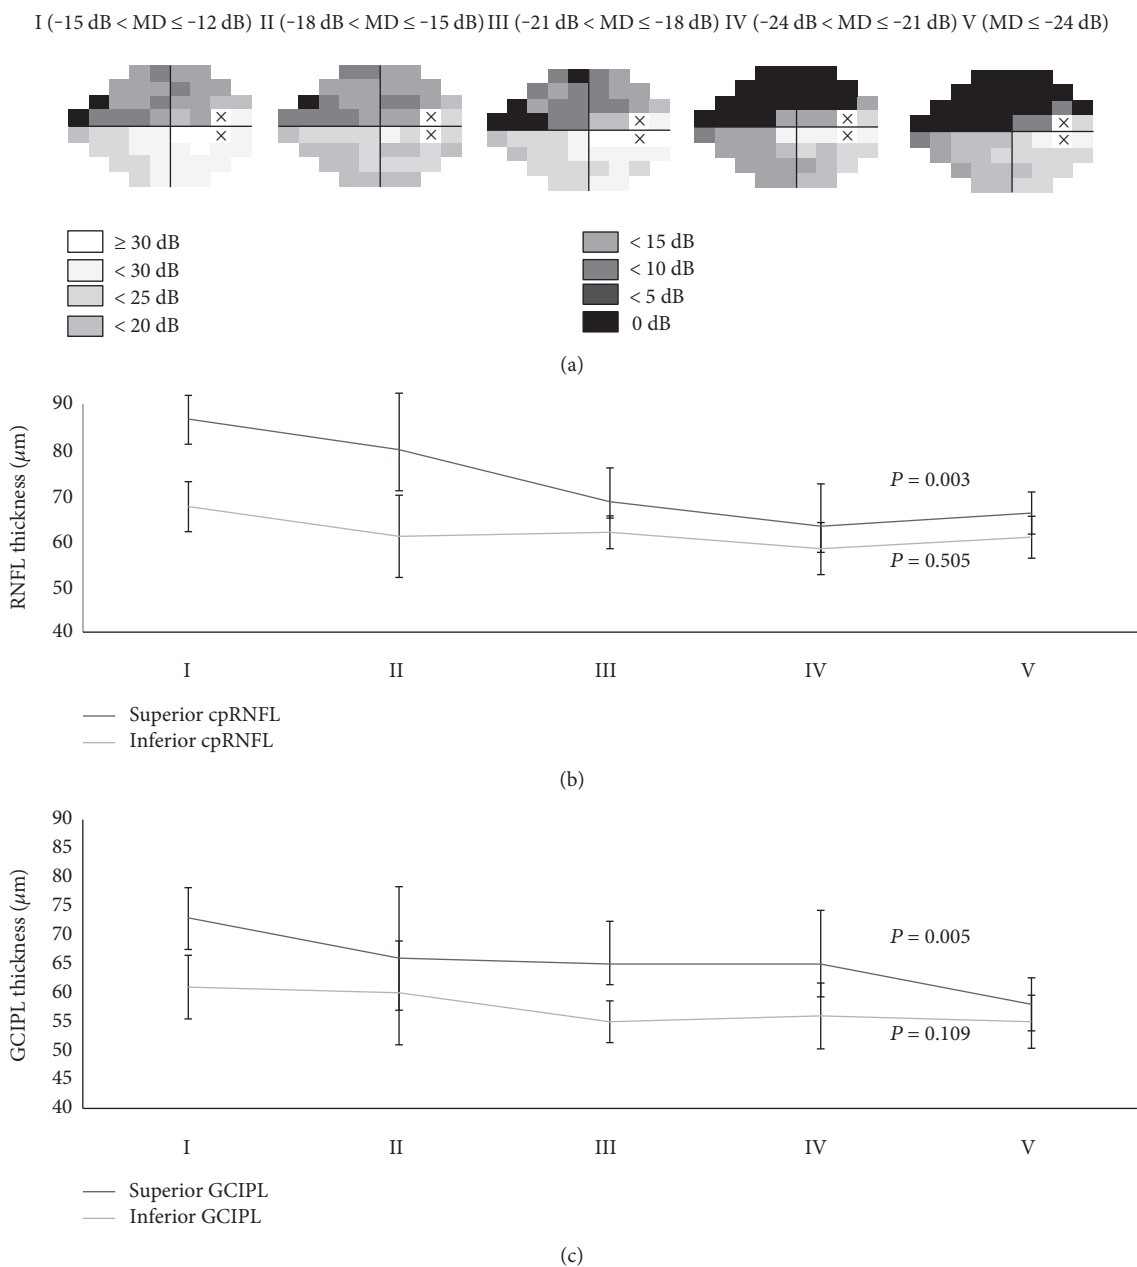 I (−15 dB < MD ≤ −12 dB) II (−18 dB < MD ≤ −15 dB) III (−21 dB < MD ≤ −18 dB) IV (−24 dB < MD ≤ −21 dB) V (MD ≤ −24 dB)
× × × × ×
× × × × ×
≥ 30 dB
< 30 dB
< 25 dB
< 20 dB
< 15 dB
< 10 dB
< 5 dB
0 dB
(a)
RNFL thickness (μm)
90
80
70
60
50
40
P = 0.003
P = 0.505
I II III IV V
Superior cpRNFL
Inferior cpRNFL
(b)
GCIPL thickness (μm)
90
85
80
75
70
65
60
55
50
45
40
P = 0.005
P = 0.109
I II III IV V
Superior GCIPL
Inferior GCIPL
(c)